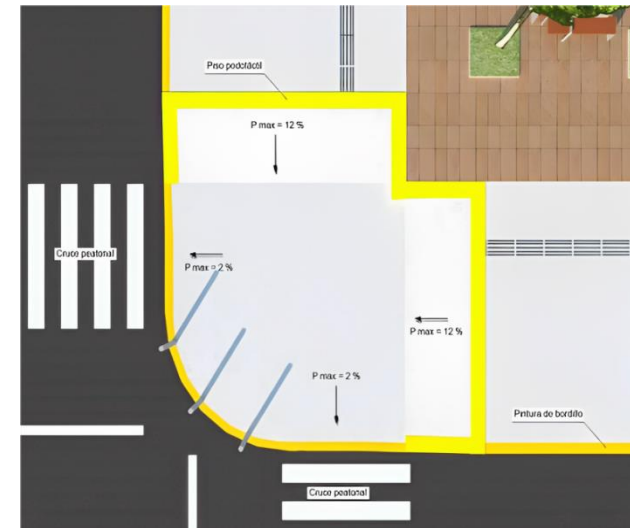 Piso podotáctil
P max = 12 %
Cruce peatonal
P max = 2 %
P max = 12 %
P max = 2 %
Pintura de bordillo
Cruce peatonal